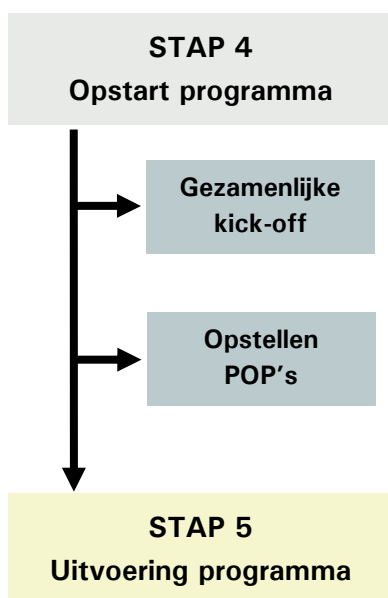 STAP 4
Opstart programma
Gezamenlijke
kick-off
Opstellen
POP's
STAP 5
Uitvoering programma